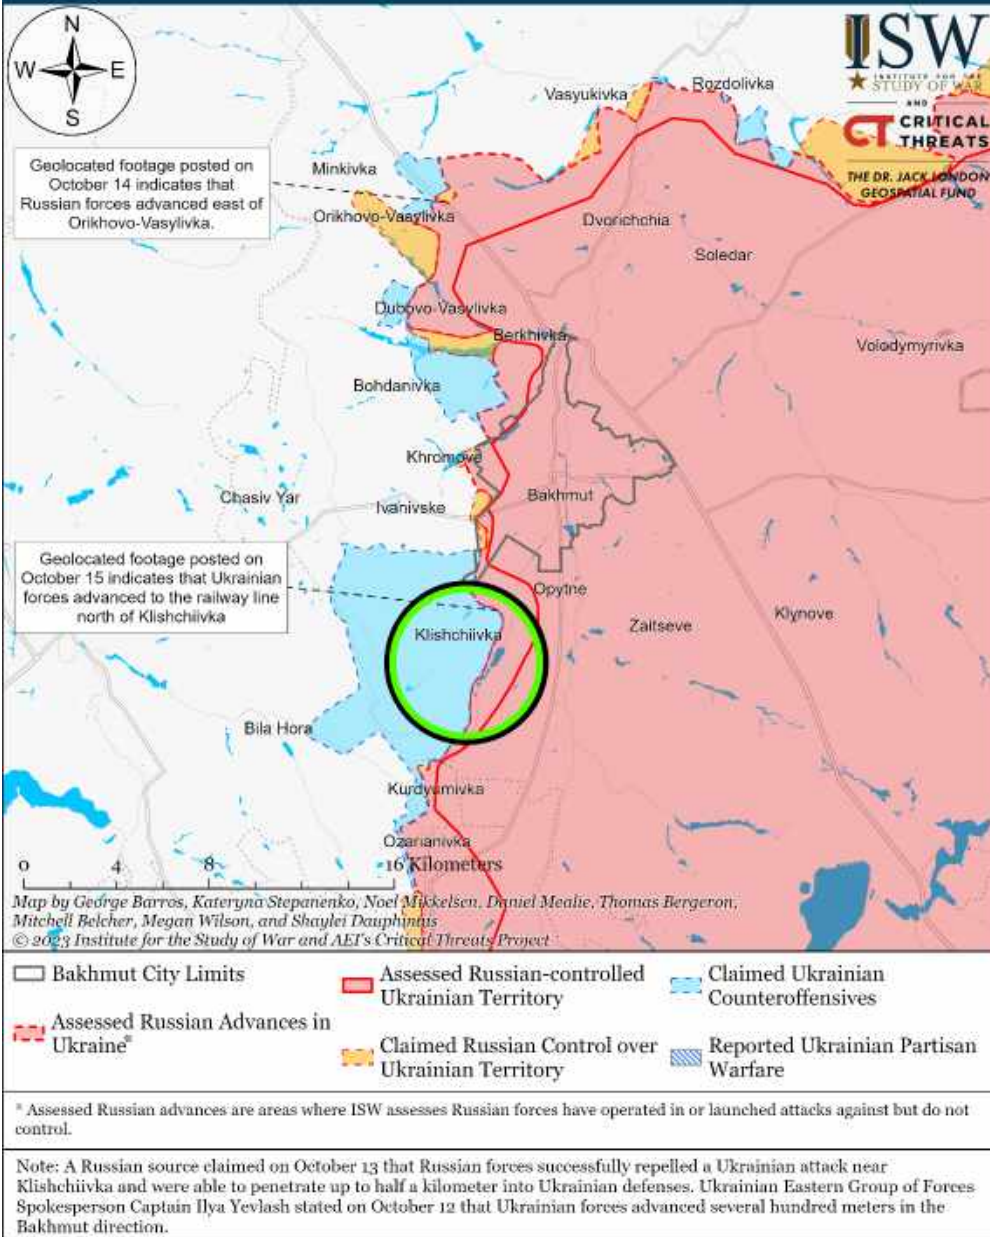 N
W E
S
ISW
INSTITUTE FOR THE
STUDY OF WAR
AND
CT CRITICAL
THREATS
THE DR. JACK LONDON
GEOSPATIAL FUND
Vasyukivka
Rozdolivka
Geolocated footage posted on
October 14 indicates that
Russian forces advanced east of
Orikhovo-Vasylivka.
Minkivka
Orikhovo-Vasylivka
Dvorichchia
Soledar
Dubovo-Vasylivka
Berkhivka
Volodymyrivka
Bohdanivka
Khromove
Chasiv Yar
Ivanivske
Bakhmut
Geolocated footage posted on
October 15 indicates that Ukrainian
forces advanced to the railway line
north of Klishchiivka
Opytne
Klishchiivka
Zaitseve
Klynove
Bila Hora
Kurdyumivka
Ozarianivka
0 4 8 16 Kilometers
Map by George Barros, Kateryna Stepanenko, Noel Mikkelsen, Daniel Mealie, Thomas Bergeron,
Mitchell Belcher, Megan Wilson, and Shaylei Dauphinais
© 2023 Institute for the Study of War and AEI's Critical Threats Project
Bakhmut City Limits
Assessed Russian Advances in
Ukraine*
Assessed Russian-controlled
Ukrainian Territory
Claimed Russian Control over
Ukrainian Territory
Claimed Ukrainian
Counteroffensives
Reported Ukrainian Partisan
Warfare
* Assessed Russian advances are areas where ISW assesses Russian forces have operated in or launched attacks against but do not
control.
Note: A Russian source claimed on October 13 that Russian forces successfully repelled a Ukrainian attack near
Klishchiivka and were able to penetrate up to half a kilometer into Ukrainian defenses. Ukrainian Eastern Group of Forces
Spokesperson Captain Ilya Yevlash stated on October 12 that Ukrainian forces advanced several hundred meters in the
Bakhmut direction.